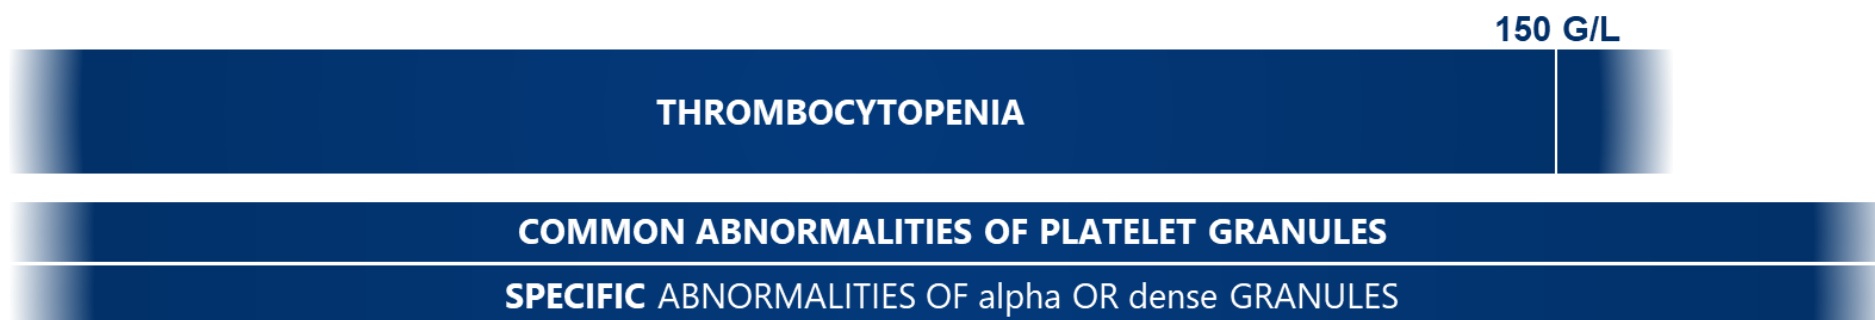 150 G/L
THROMBOCYTOPENIA
COMMON ABNORMALITIES OF PLATELET GRANULES
SPECIFIC ABNORMALITIES OF alpha OR dense GRANULES